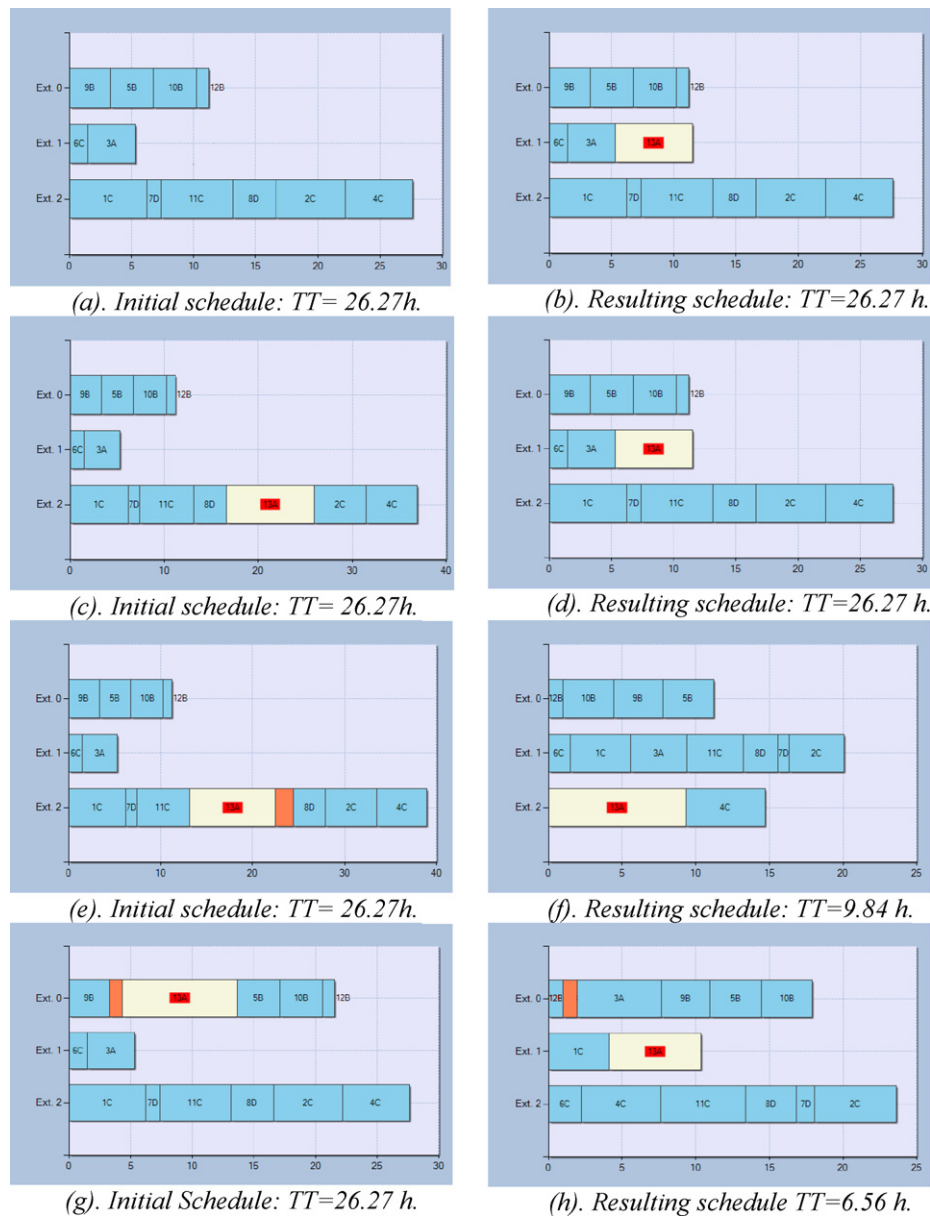 Ext. 0 9B 5B 10B 12B
Ext. 1 6C 3A
Ext. 2 1C 7D 11C 8D 2C 4C
0 5 10 15 20 25 30
(a). Initial schedule: TT= 26.27h.
Ext. 0 9B 5B 10B 12B
Ext. 1 6C 3A 13A
Ext. 2 1C 7D 11C 8D 2C 4C
0 5 10 15 20 25 30
(b). Resulting schedule: TT=26.27 h.
Ext. 0 9B 5B 10B 12B
Ext. 1 6C 3A
Ext. 2 1C 7D 11C 8D 13A 2C 4C
0 10 20 30 40
(c). Initial schedule: TT= 26.27h.
Ext. 0 9B 5B 10B 12B
Ext. 1 6C 3A 13A
Ext. 2 1C 7D 11C 8D 2C 4C
0 5 10 15 20 25 30
(d). Resulting schedule: TT=26.27 h.
Ext. 0 9B 5B 10B 12B
Ext. 1 6C 3A
Ext. 2 1C 7D 11C 13A 8D 2C 4C
0 10 20 30 40
(e). Initial schedule: TT= 26.27h.
Ext. 0 12B 10B 9B 5B
Ext. 1 6C 1C 3A 11C 8D 7D 2C
Ext. 2 13A 4C
0 5 10 15 20 25
(f). Resulting schedule: TT=9.84 h.
Ext. 0 9B 13A 5B 10B 12B
Ext. 1 6C 3A
Ext. 2 1C 7D 11C 8D 2C 4C
0 5 10 15 20 25 30
(g). Initial Schedule: TT=26.27 h.
Ext. 0 12B 3A 9B 5B 10B
Ext. 1 1C 13A
Ext. 2 6C 4C 11C 8D 7D 2C
0 5 10 15 20 25
(h). Resulting schedule TT=6.56 h.